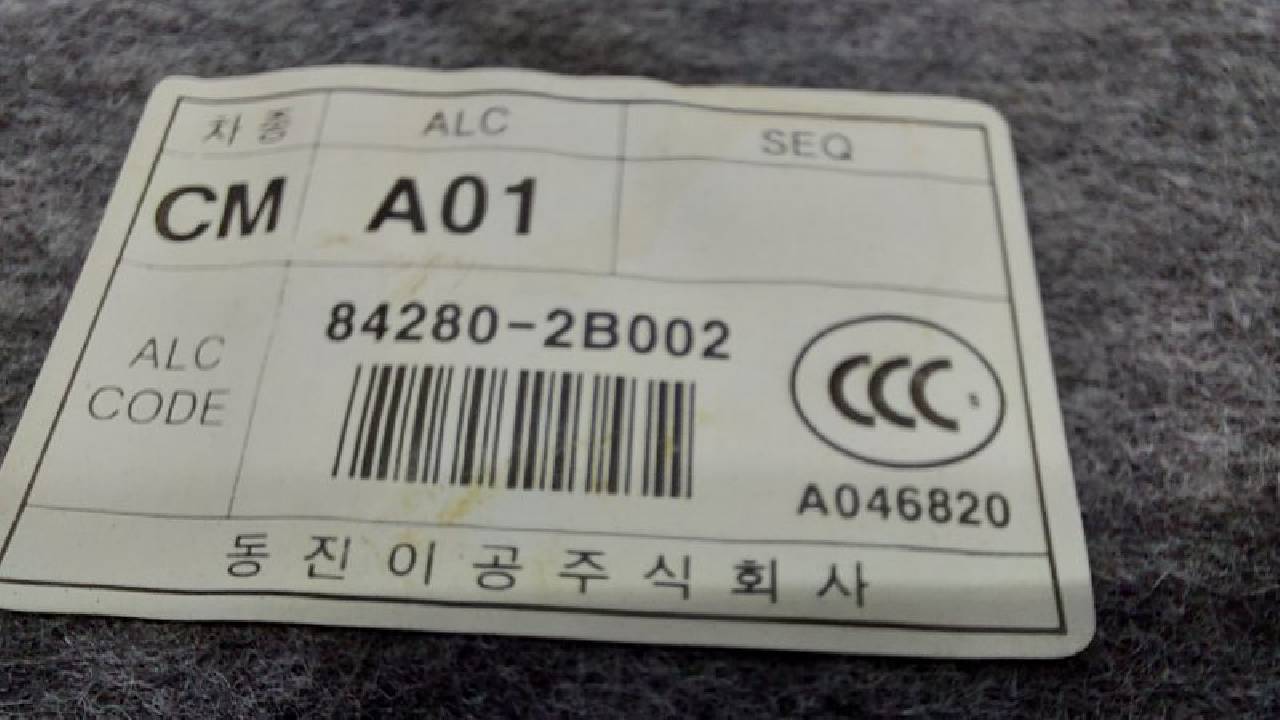 차종 ALC SEQ
CM A01
84280-2B002
ALC
CODE
CCC S
A046820
동진이공주식회사